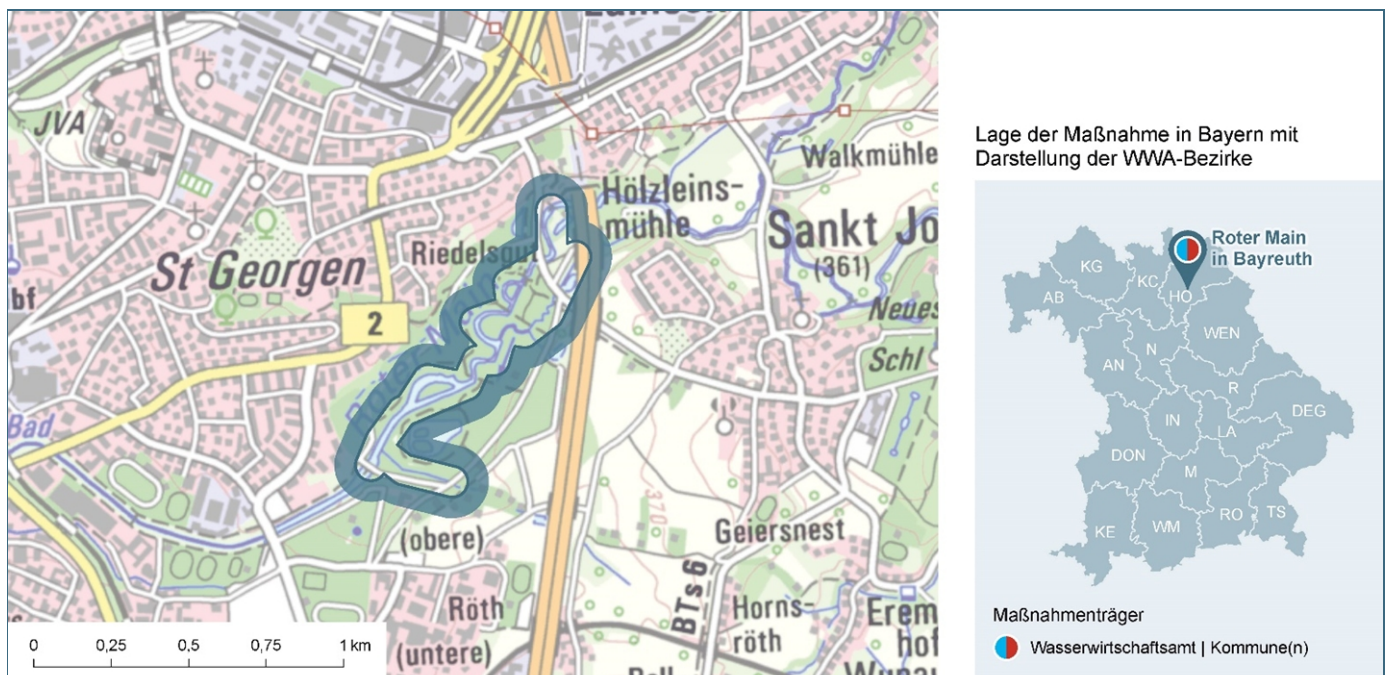 JVA
Walkmühle
Hölzleins-
mühle
Sankt Jo
(361)
Riedelsgut
St Georgen
bf
2
Neues
Schl
Bad
370
(obere)
Geiersnest
Röth
BTs 6
Horns-
röth
Erem
hof
(untere)
0 0,25 0,5 0,75 1 km
Lage der Maßnahme in Bayern mit
Darstellung der WWA-Bezirke
Roter Main
in Bayreuth
KG
KC
HO
AB
WEN
N
AN
R
DEG
IN
LA
DON
M
RO
TS
KE
WM
Maßnahmenträger
Wasserwirtschaftsamt | Kommune(n)